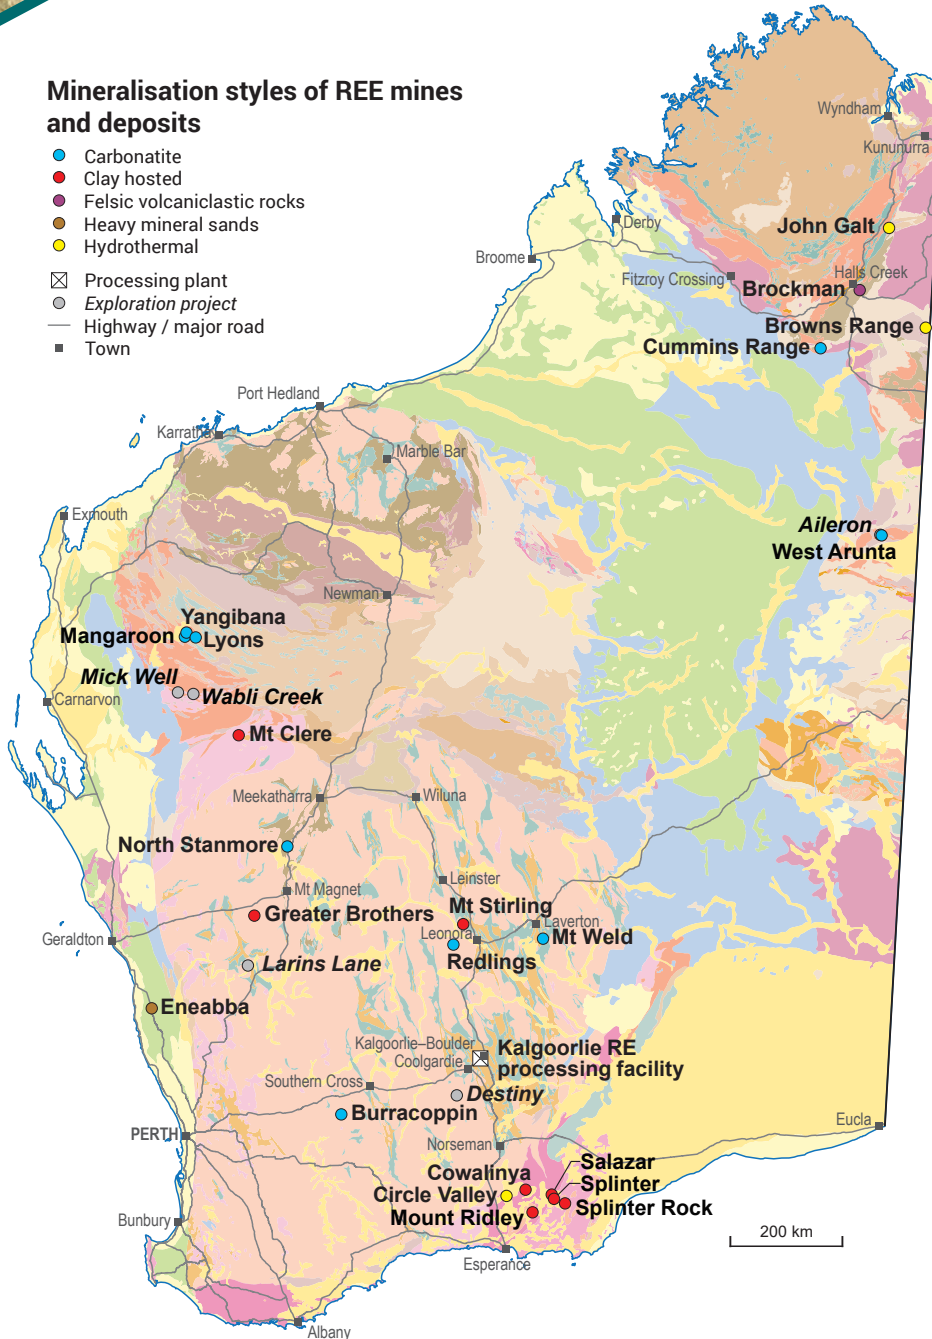 Mineralisation styles of REE mines
and deposits
Carbonatite
Clay hosted
Felsic volcaniclastic rocks
Heavy mineral sands
Hydrothermal
Processing plant
Exploration project
Highway / major road
Town
Wyndham
Kununurra
Derby
John Galt
Broome
Halls Creek
Fitzroy Crossing
Brockman
Browns Range
Cummins Range
Port Hedland
Karratha
Marble Bar
Exmouth
Aileron
West Arunta
Newman
Yangibana
Mangaroon
Lyons
Mick Well
Wabli Creek
Carnarvon
Mt Clere
Meekatharra
Wiluna
North Stanmore
Leinster
Mt Magnet
Mt Stirling
Greater Brothers
Laverton
Leonora
Mt Weld
Geraldton
Redlings
Larins Lane
Eneabba
Kalgoorlie–Boulder
Kalgoorlie RE
processing facility
Coolgardie
Southern Cross
Destiny
Burracoppin
Eucla
PERTH
Norseman
Salazar
Cowalinya
Splinter
Circle Valley
Splinter Rock
Mount Ridley
Bunbury
200 km
Esperance
Albany